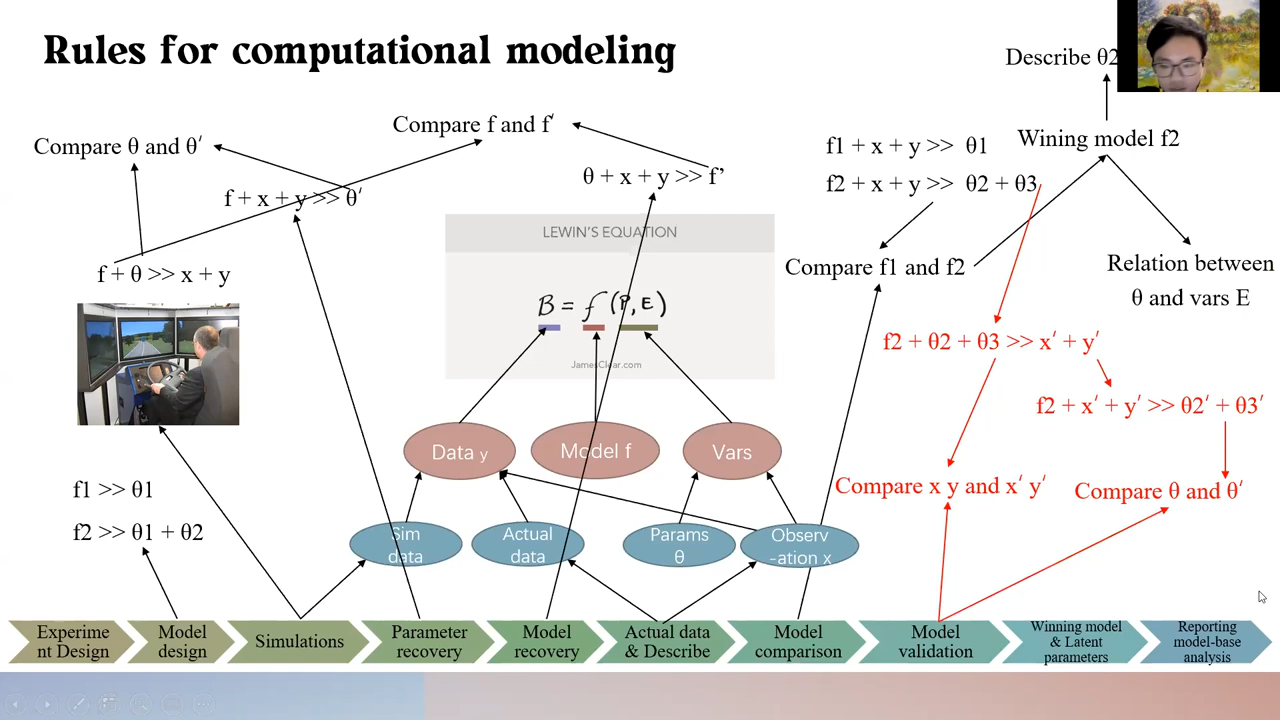 Rules for computational modeling
Describe θ2
Compare θ and θ′
Compare f and f′
f1 + x + y >> θ1
Wining model f2
f + x + y >> θ′
θ + x + y >> f’
f2 + x + y >> θ2 + θ3
LEWIN’S EQUATION
f + θ >> x + y
Compare f1 and f2
Relation between
θ and vars E
B = f (P, E)
f2 + θ2 + θ3 >> x′ + y′
JamesClear.com
f2 + x′ + y′ >> θ2′ + θ3′
Data y
Model f
Vars
f1 >> θ1
Compare x y and x′ y′
Compare θ and θ′
f2 >> θ1 + θ2
Sim
data
Actual
data
Params
θ
Observ
-ation x
Experime
nt Design
Model
design
Simulations
Parameter
recovery
Model
recovery
Actual data
& Describe
Model
comparison
Model
validation
Winning model
& Latent
parameters
Reporting
model-base
analysis